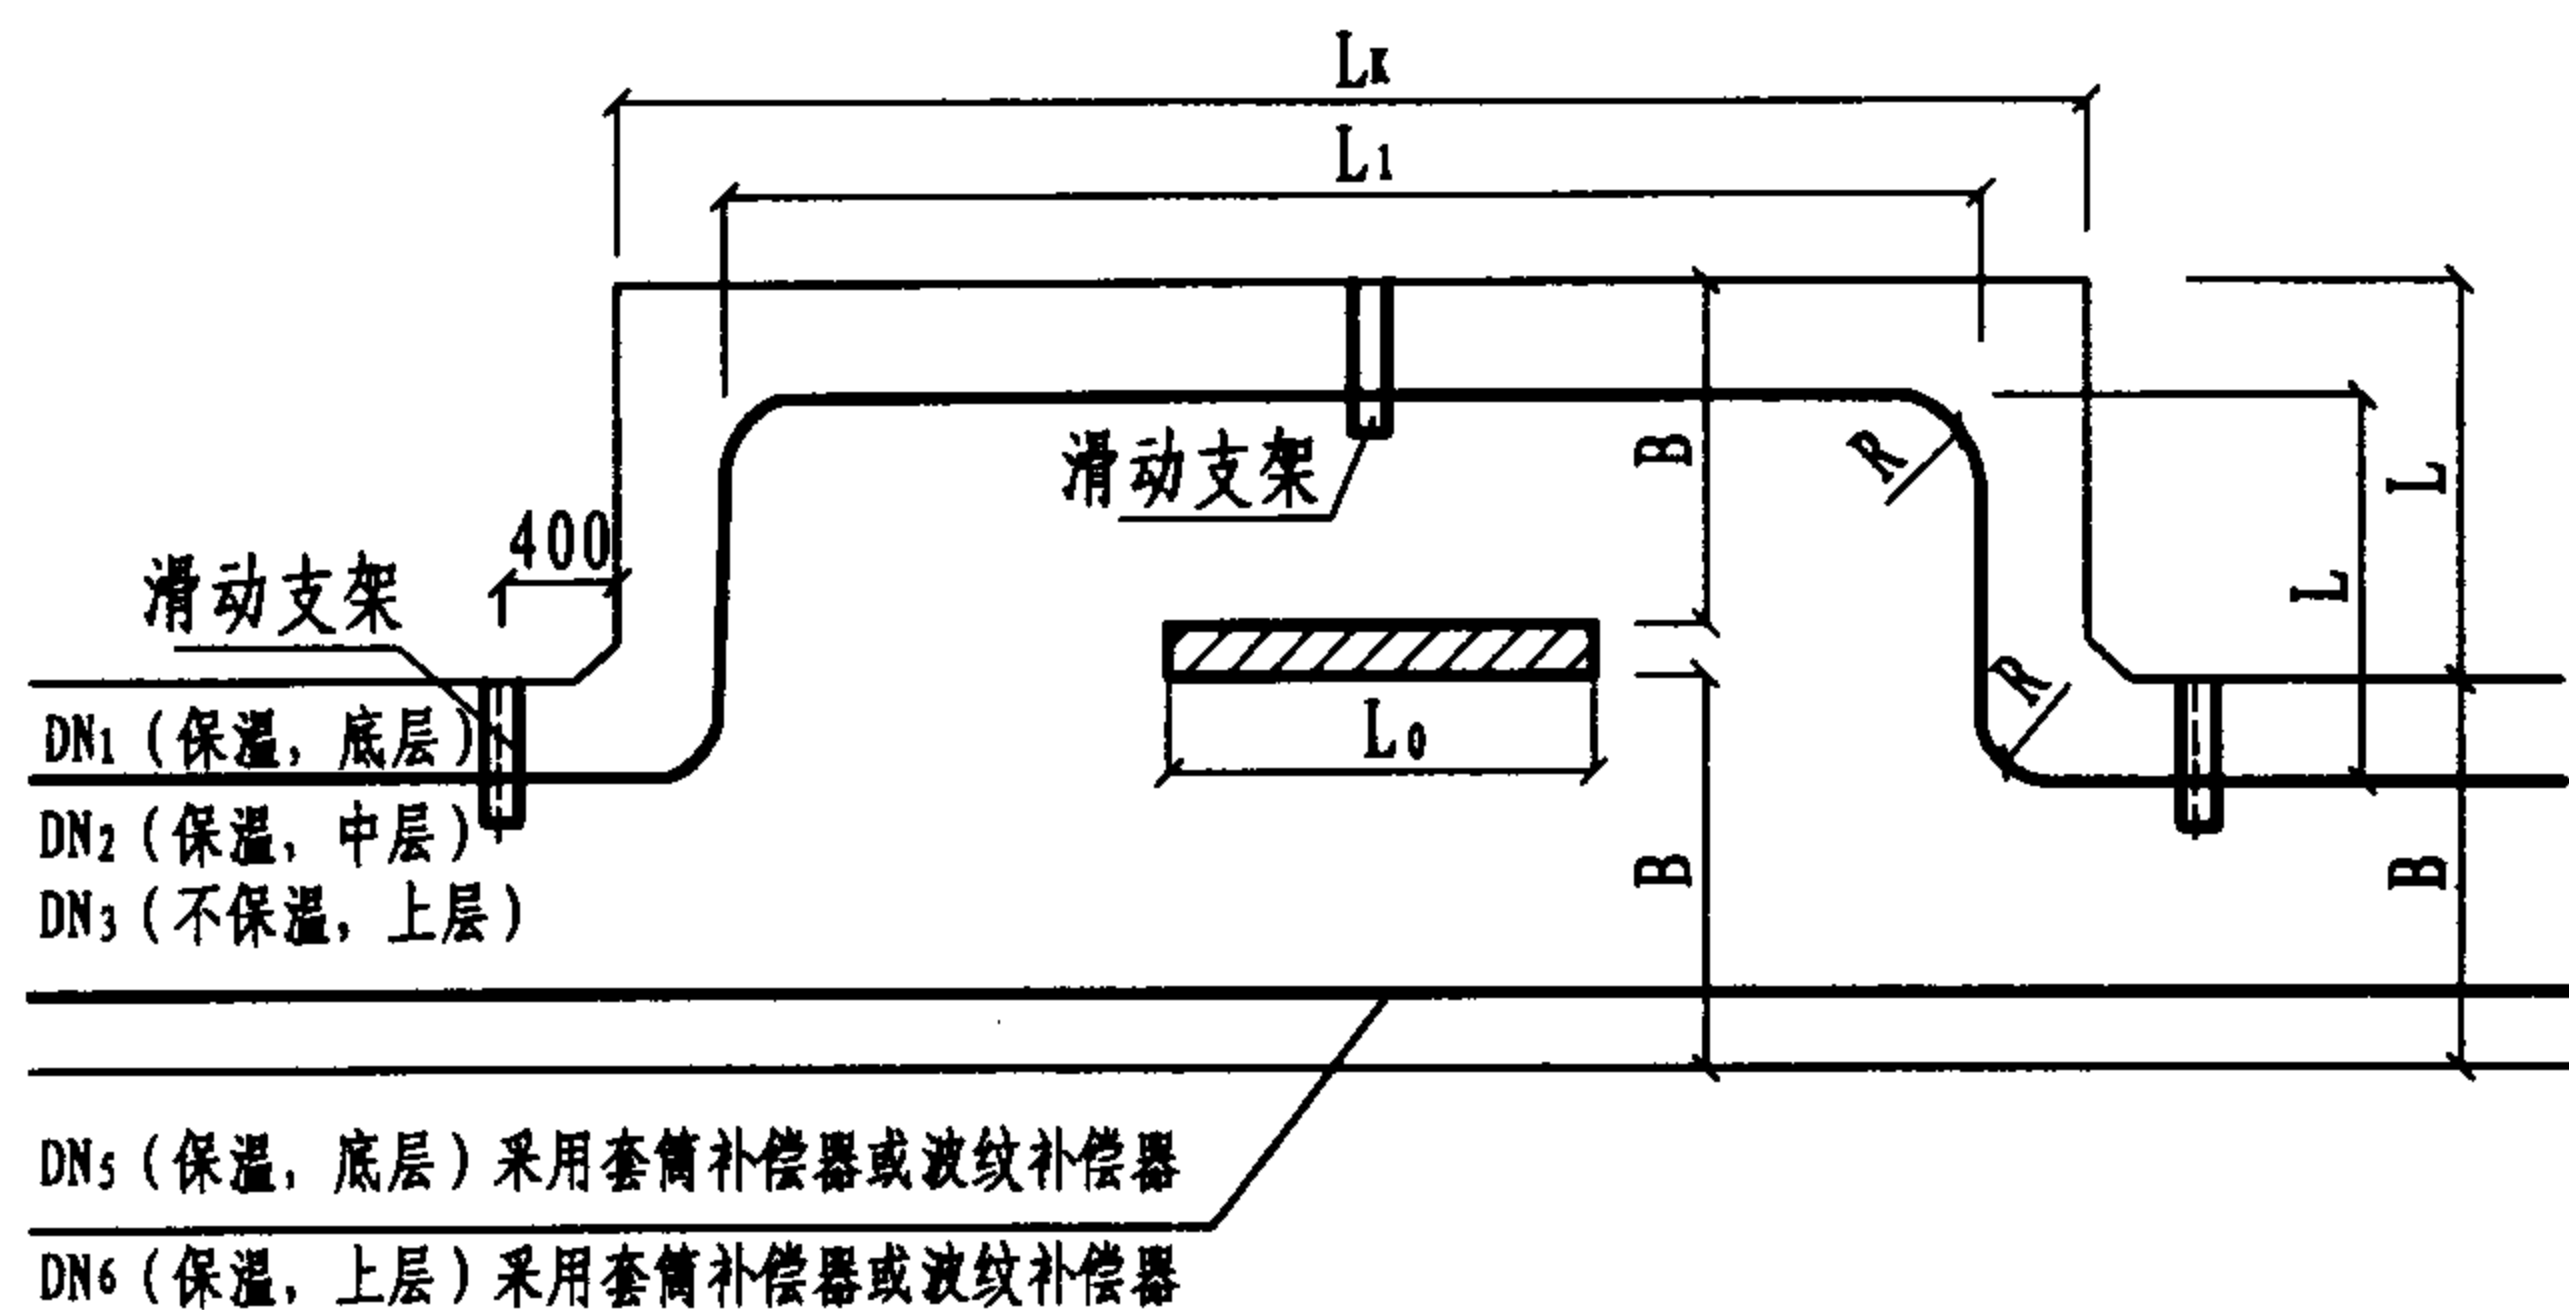 LK
L1
滑动支架
B
R
L
400
滑动支架
L
R
DN1（保温，底层）
L0
DN2（保温，中层）
B
B
DN3（不保温，上层）
DN5（保温，底层）采用套筒补偿器或波纹补偿器
DN6（保温，上层）采用套筒补偿器或波纹补偿器